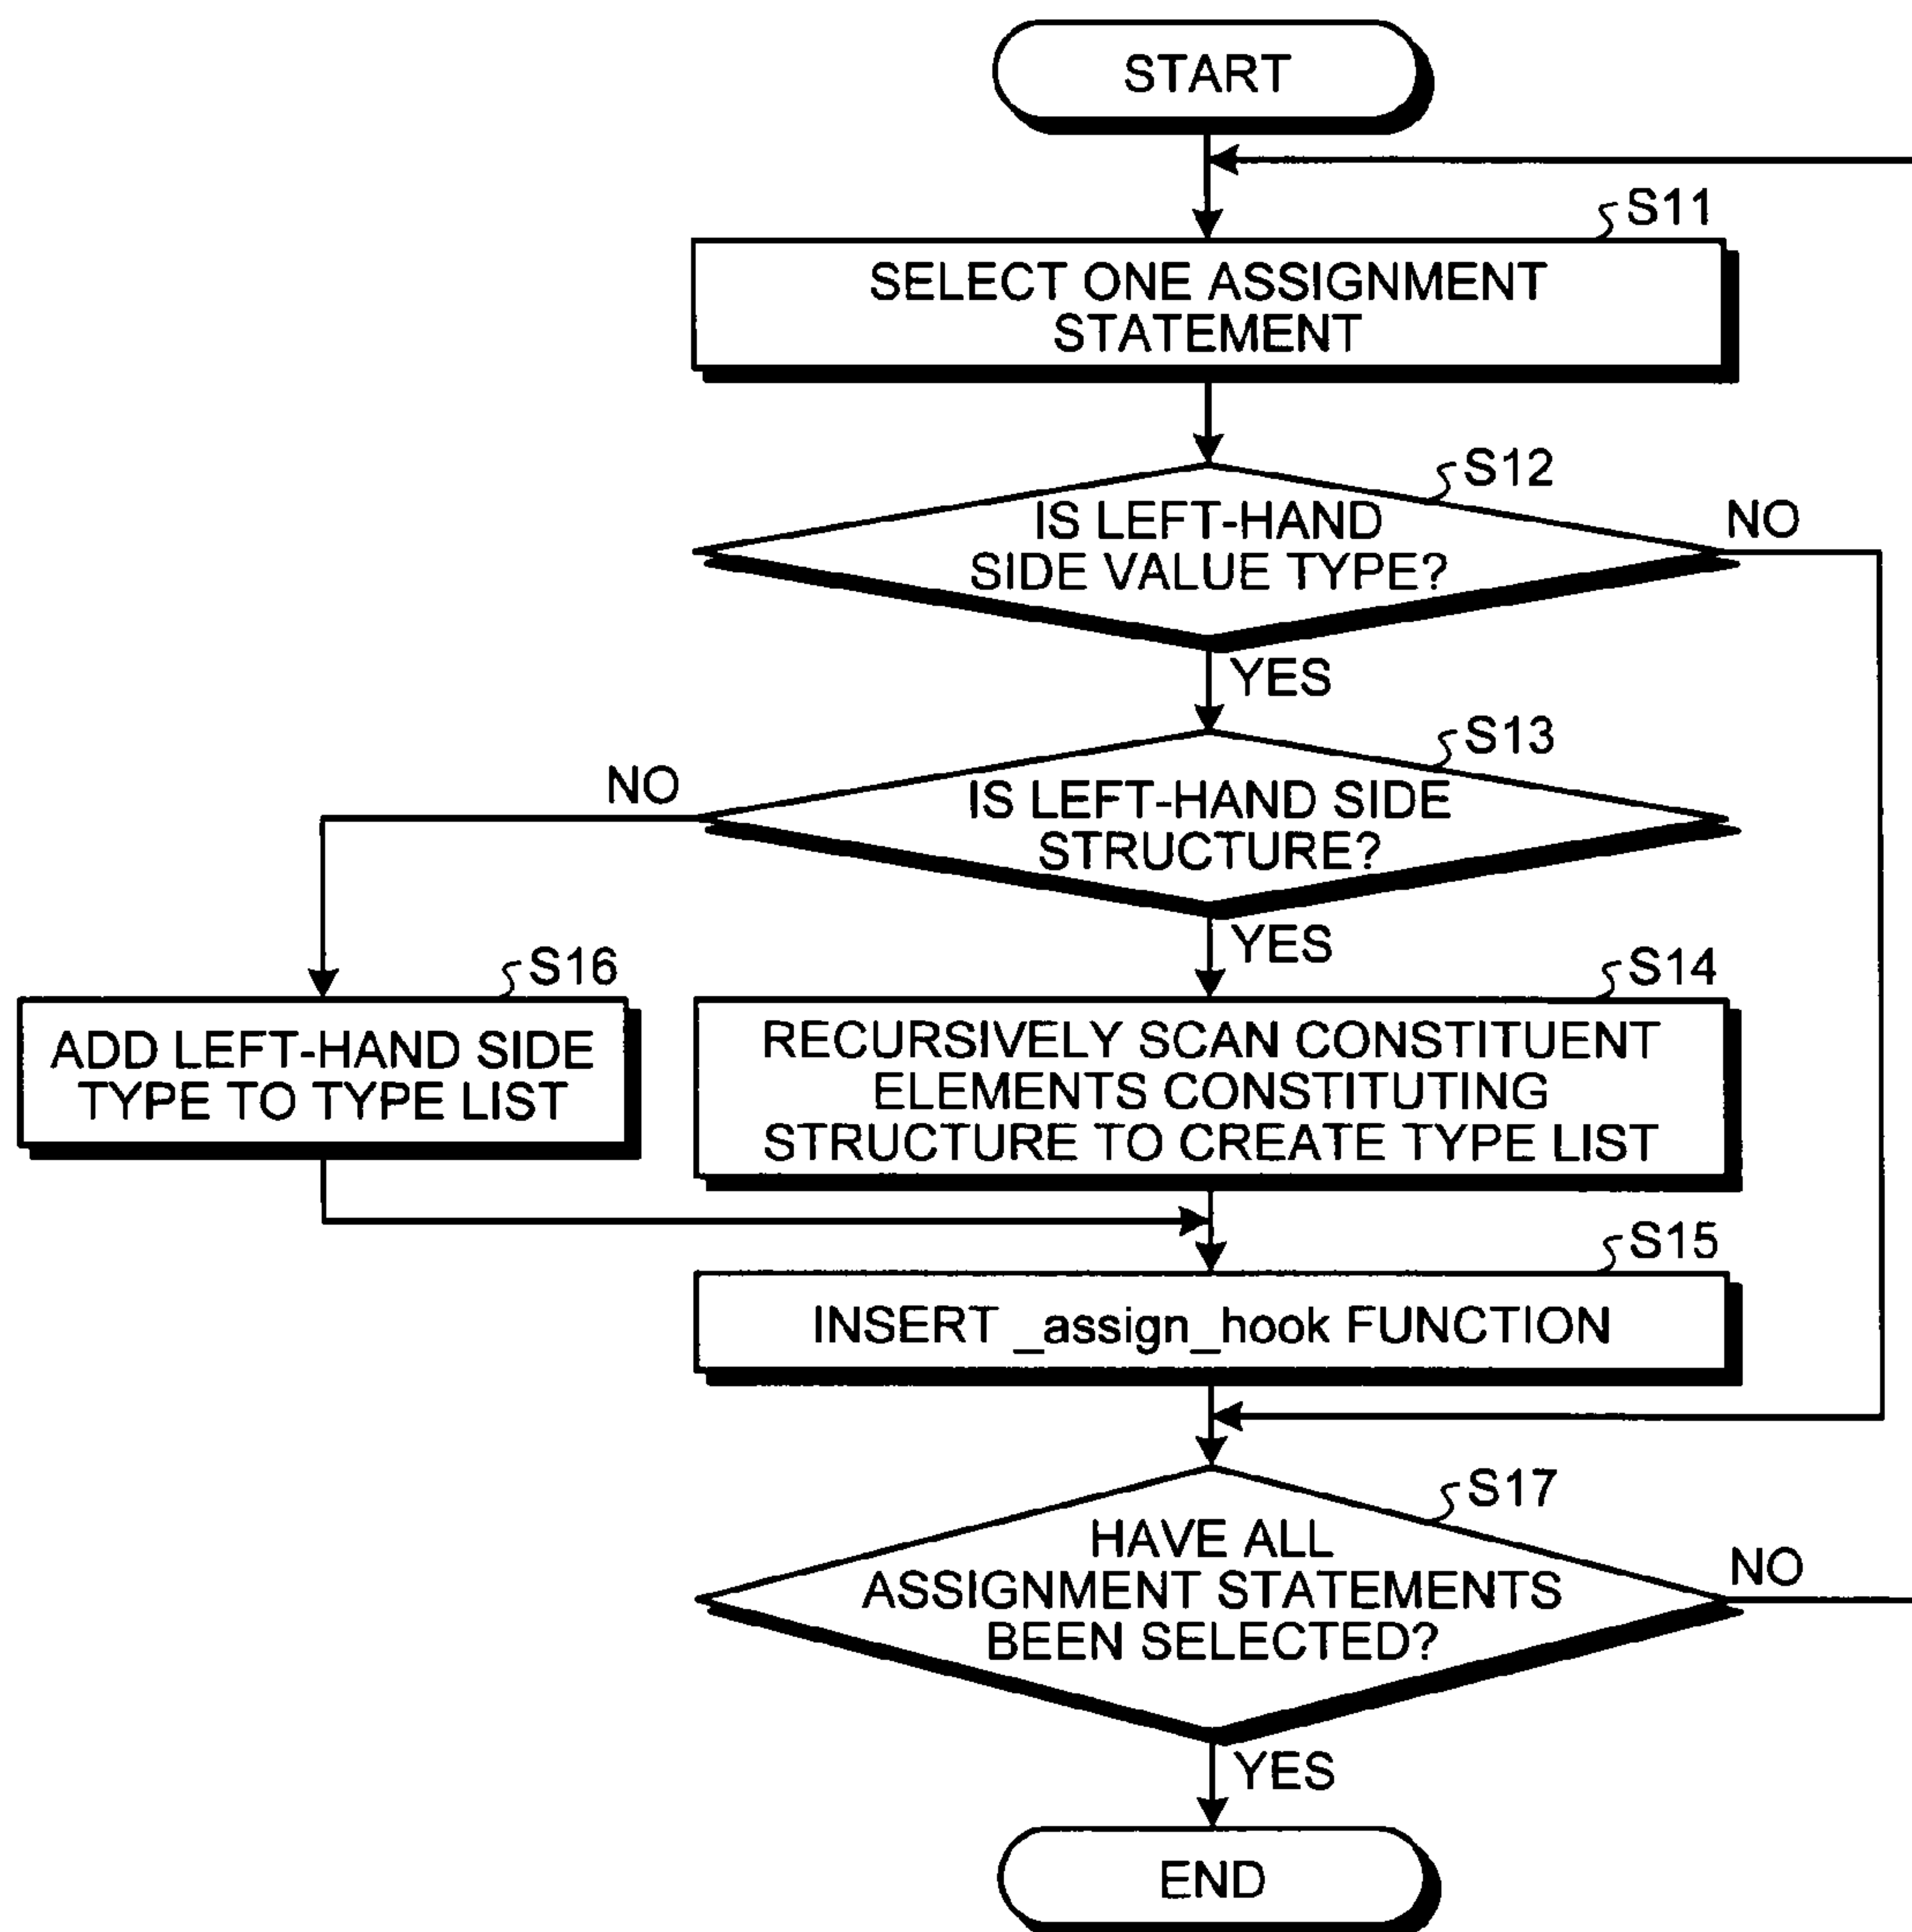 START
S11
SELECT ONE ASSIGNMENT
STATEMENT
S12
IS LEFT-HAND
SIDE VALUE TYPE?
NO
YES
S13
NO
IS LEFT-HAND SIDE
STRUCTURE?
YES
S16
ADD LEFT-HAND SIDE
TYPE TO TYPE LIST
S14
RECURSIVELY SCAN CONSTITUENT
ELEMENTS CONSTITUTING
STRUCTURE TO CREATE TYPE LIST
S15
INSERT _assign_hook FUNCTION
S17
HAVE ALL
ASSIGNMENT STATEMENTS
BEEN SELECTED?
NO
YES
END